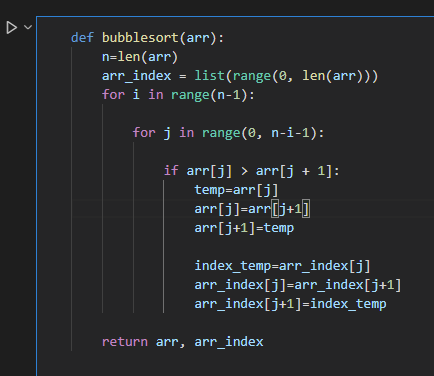 def bubblesort(arr):
    n=len(arr)
    arr_index = list(range(0, len(arr)))
    for i in range(n-1):
        for j in range(0, n-i-1):
            if arr[j] > arr[j + 1]:
                temp=arr[j]
                arr[j]=arr[j+1]
                arr[j+1]=temp
                index_temp=arr_index[j]
                arr_index[j]=arr_index[j+1]
                arr_index[j+1]=index_temp
    return arr, arr_index